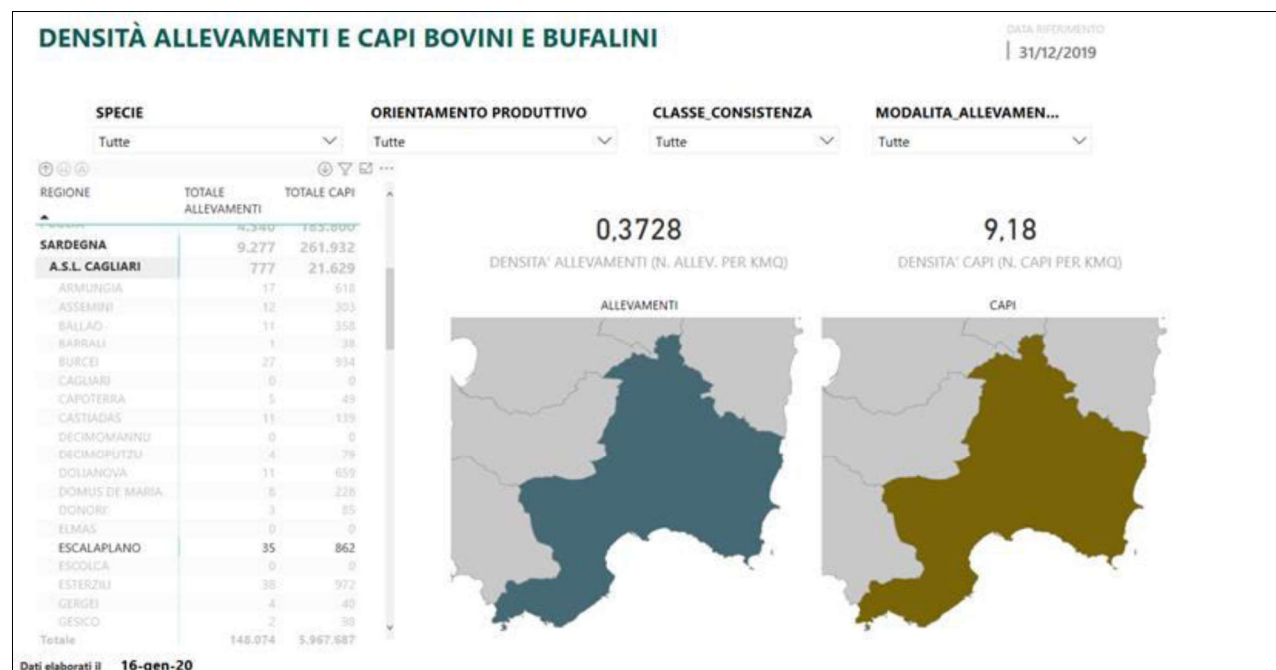 DENSITÀ ALLEVAMENTI E CAPI BOVINI E BUFALINI
DATA RIFERIMENTO
31/12/2019
SPECIE ORIENTAMENTO PRODUTTIVO CLASSE_CONSISTENZA MODALITA_ALLEVAMEN...
Tutte Tutte Tutte Tutte
REGIONE TOTALE ALLEVAMENTI TOTALE CAPI
PUGLIA 4.540 185.800
SARDEGNA 9.277 261.932
A.S.L. CAGLIARI 777 21.629
ARMUNGIA 17 618
ASSEMINI 12 303
BALLAO 11 358
BARRALI 1 38
BURCEI 27 934
CAGLIARI 0 0
CAPOTERRA 5 49
CASTIADAS 11 139
DECIMOMANNU 0 0
DECIMOPUTZU 4 79
DOLIANOVA 11 659
DOMUS DE MARIA 8 228
DONORI' 3 85
ELMAS 0 0
ESCALAPLANO 35 862
ESCOLCA 0 0
ESTERZILI 38 972
GERGEI 4 40
GESICO 2 98
Totale 148.074 5.967.687
Dati elaborati il 16-gen-20
0,3728
DENSITA' ALLEVAMENTI (N. ALLEV. PER KMQ)
9,18
DENSITA' CAPI (N. CAPI PER KMQ)
ALLEVAMENTI
CAPI